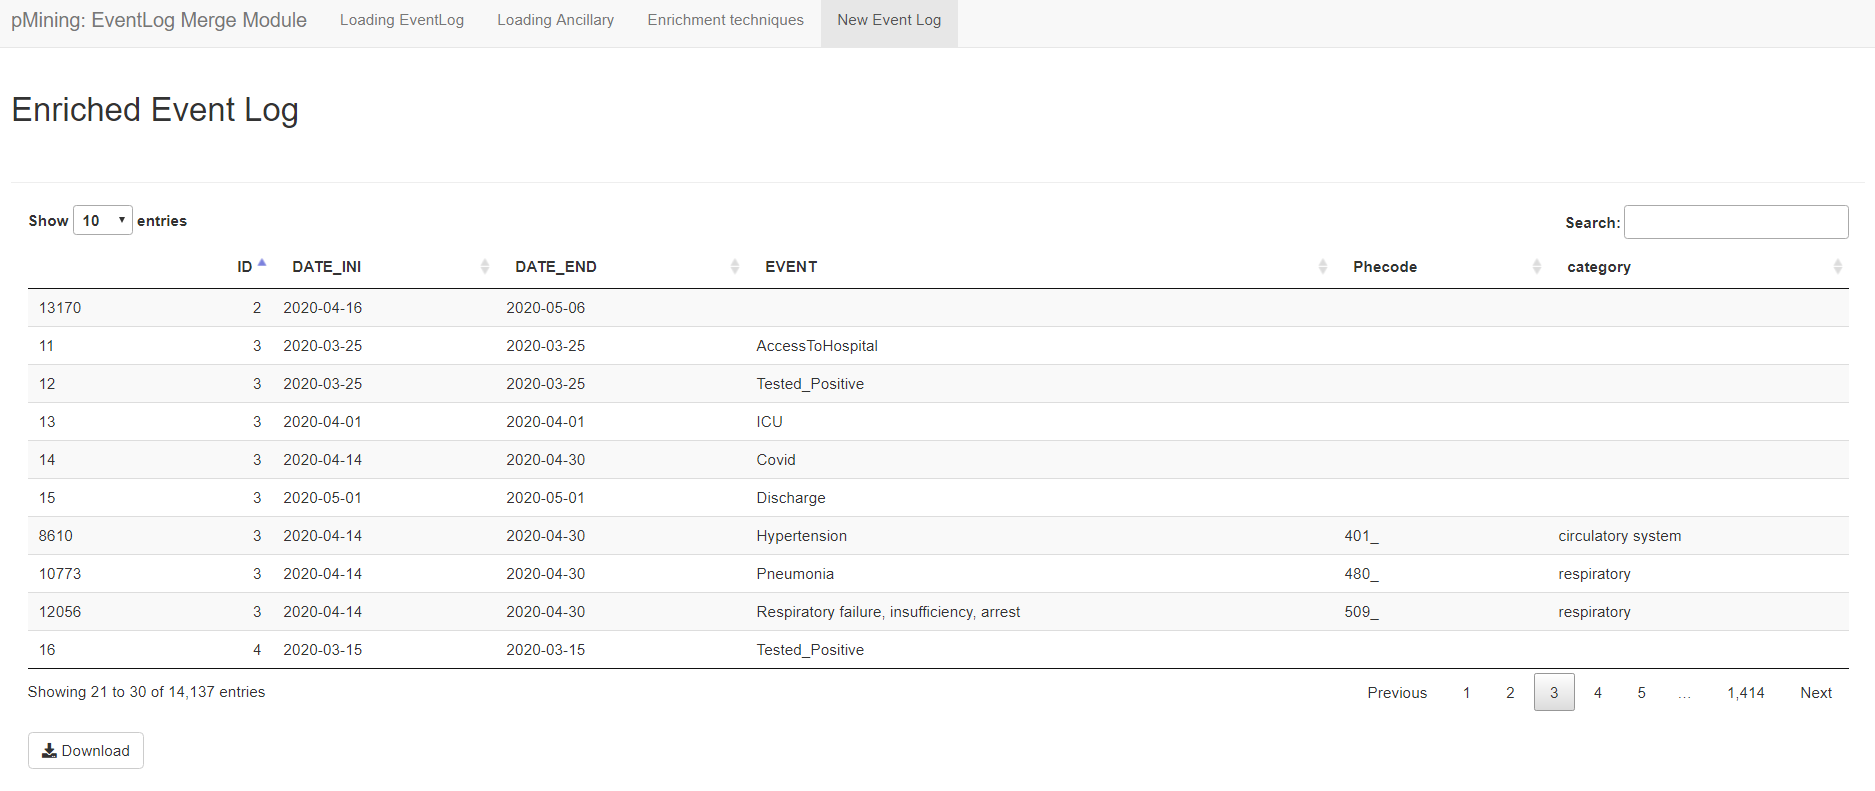 pMining: EventLog Merge Module Loading EventLog Loading Ancillary Enrichment techniques New Event Log
Enriched Event Log
Show 10 entries Search:
ID DATE_INI DATE_END EVENT Phecode category
13170 2 2020-04-16 2020-05-06
11 3 2020-03-25 2020-03-25 AccessToHospital
12 3 2020-03-25 2020-03-25 Tested_Positive
13 3 2020-04-01 2020-04-01 ICU
14 3 2020-04-14 2020-04-30 Covid
15 3 2020-05-01 2020-05-01 Discharge
8610 3 2020-04-14 2020-04-30 Hypertension 401_ circulatory system
10773 3 2020-04-14 2020-04-30 Pneumonia 480_ respiratory
12056 3 2020-04-14 2020-04-30 Respiratory failure, insufficiency, arrest 509_ respiratory
16 4 2020-03-15 2020-03-15 Tested_Positive
Showing 21 to 30 of 14,137 entries Previous 1 2 3 4 5 … 1,414 Next
Download